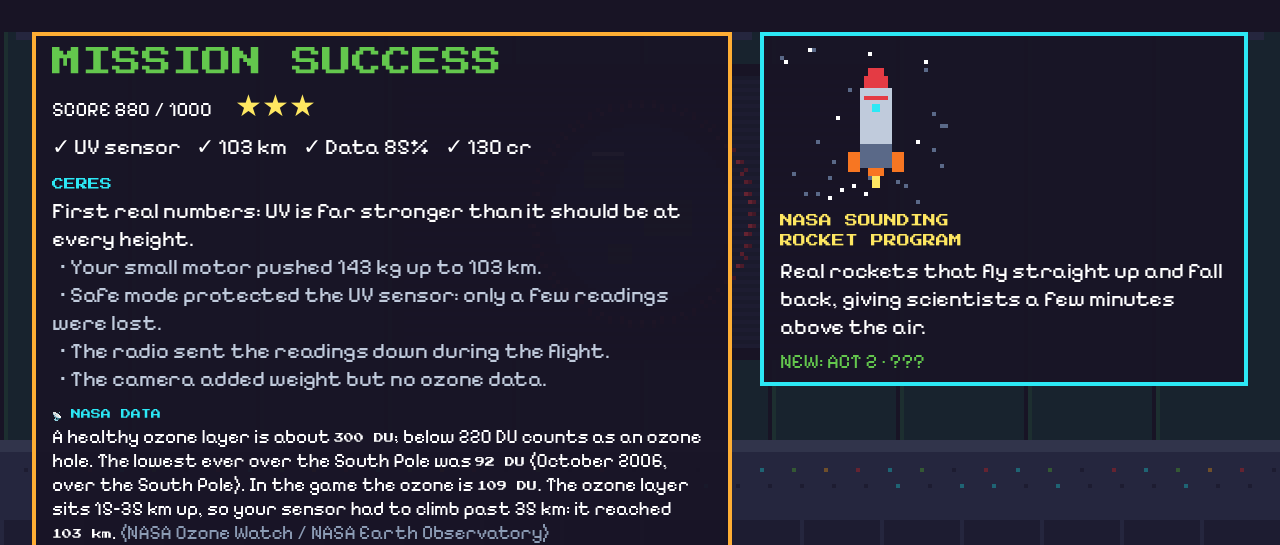 MISSION SUCCESS
SCORE 880 / 1000 ★★★
✓ UV sensor ✓ 103 km ✓ Data 85% ✓ 130 cr
CERES
First real numbers: UV is far stronger than it should be at
every height.
· Your small motor pushed 143 kg up to 103 km.
· Safe mode protected the UV sensor: only a few readings
were lost.
· The radio sent the readings down during the flight.
· The camera added weight but no ozone data.
NASA DATA
A healthy ozone layer is about 300 DU; below 220 DU counts as an ozone
hole. The lowest ever over the South Pole was 92 DU (October 2006,
over the South Pole). In the game the ozone is 109 DU. The ozone layer
sits 15-35 km up, so your sensor had to climb past 35 km: it reached
103 km. (NASA Ozone Watch / NASA Earth Observatory)
NASA SOUNDING
ROCKET PROGRAM
Real rockets that fly straight up and fall
back, giving scientists a few minutes
above the air.
NEW: ACT 2 · ???